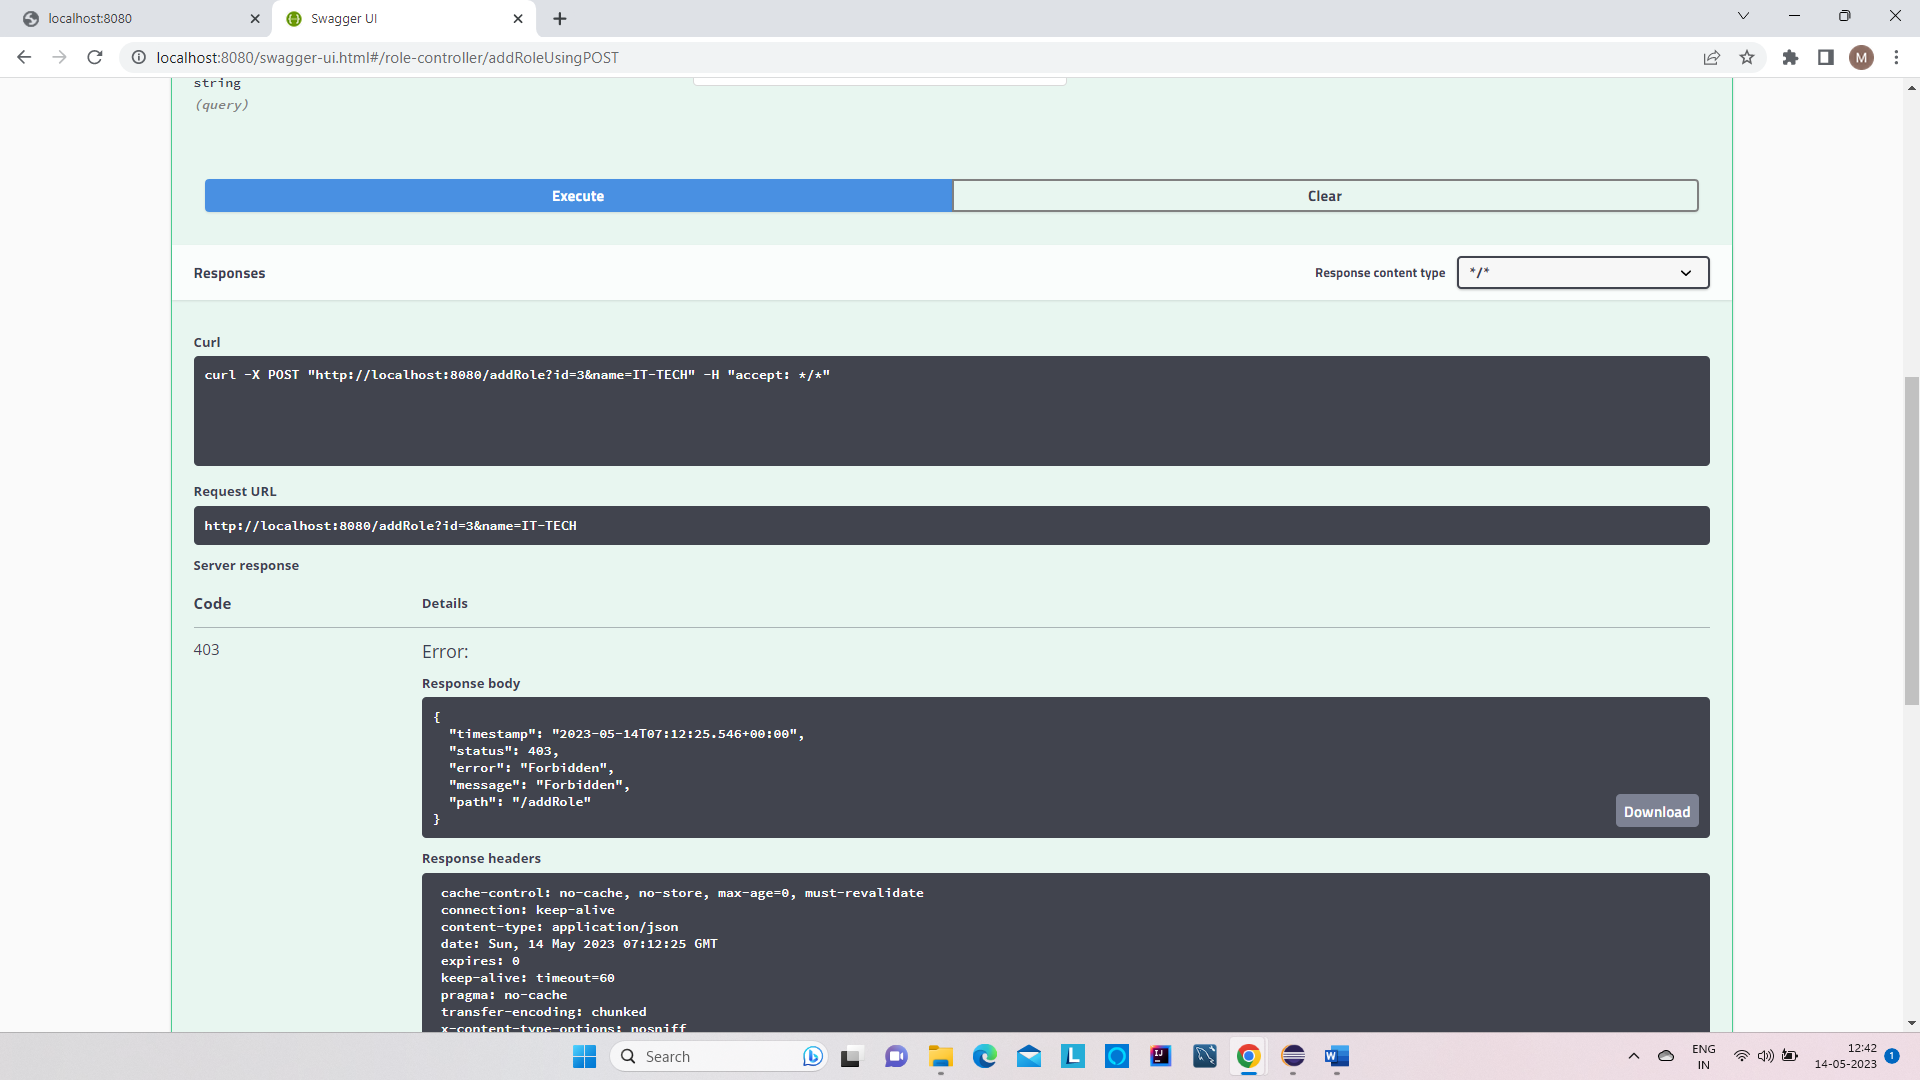 localhost:8080
Swagger UI
localhost:8080/swagger-ui.html#/role-controller/addRoleUsingPOST
M
string
(query)
Execute
Clear
Responses
Response content type
*/*
Curl
curl -X POST "http://localhost:8080/addRole?id=3&name=IT-TECH" -H "accept: */*"
Request URL
http://localhost:8080/addRole?id=3&name=IT-TECH
Server response
Code
Details
403
Error:
Response body
{
"timestamp": "2023-05-14T07:12:25.546+00:00",
"status": 403,
"error": "Forbidden",
"message": "Forbidden",
"path": "/addRole"
}
Download
Response headers
cache-control: no-cache, no-store, max-age=0, must-revalidate
connection: keep-alive
content-type: application/json
date: Sun, 14 May 2023 07:12:25 GMT
expires: 0
keep-alive: timeout=60
pragma: no-cache
transfer-encoding: chunked
x-content-type-options: nosniff
Search
L
IJ
W
ENG
IN
12:42
14-05-2023
1